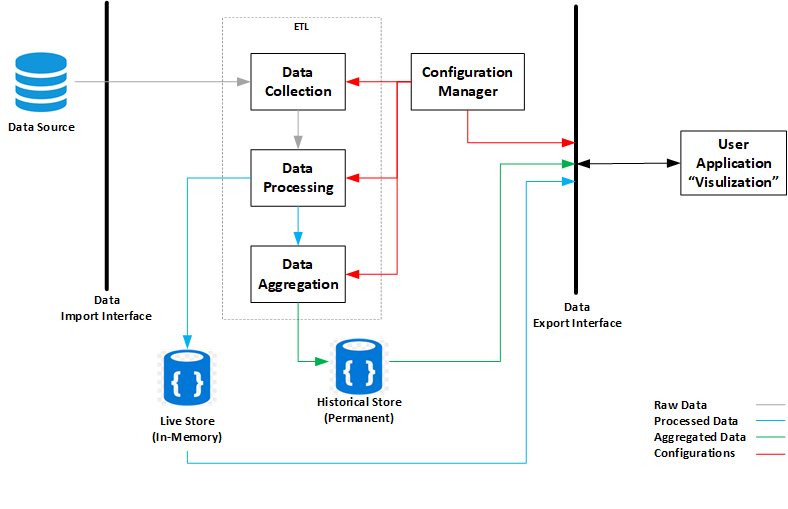 ETL
Data
Collection
Configuration
Manager
Data Source
User
Application
“Visulization”
Data
Processing
Data
Aggregation
Data
Import Interface
Data
Export Interface
{ }
{ }
Historical Store
(Permanent)
Live Store
(In-Memory)
Raw Data
Processed Data
Aggregated Data
Configurations